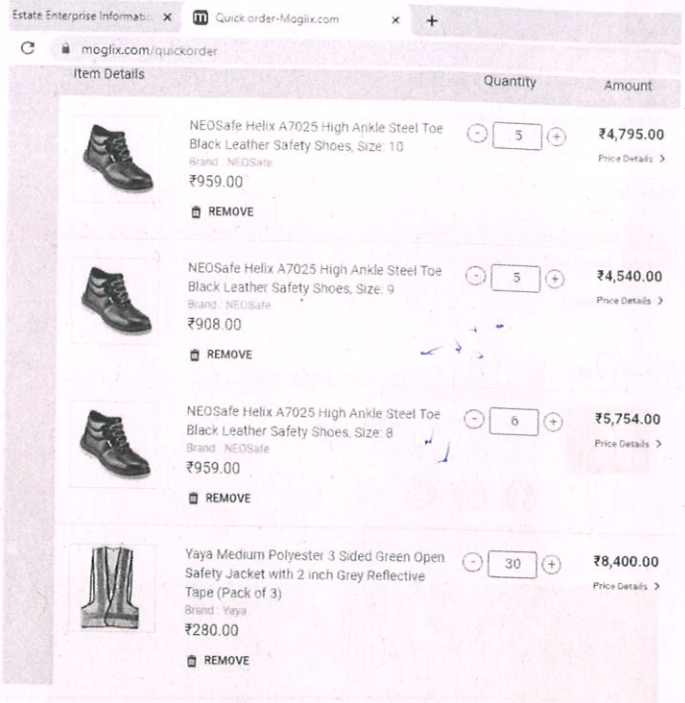 Estate Enterprise Informatic
Quick order-Moglix.com
moglix.com/quickorder
Item Details Quantity Amount
NEOSafe Helix A7025 High Ankle Steel Toe
Black Leather Safety Shoes, Size: 10
Brand : NEOSafe
₹959.00
REMOVE
5
₹4,795.00
Price Details >
NEOSafe Helix A7025 High Ankle Steel Toe
Black Leather Safety Shoes, Size: 9
Brand : NEOSafe
₹908.00
REMOVE
5
₹4,540.00
Price Details >
NEOSafe Helix A7025 High Ankle Steel Toe
Black Leather Safety Shoes, Size: 8
Brand : NEOSafe
₹959.00
REMOVE
6
₹5,754.00
Price Details >
Yaya Medium Polyester 3 Sided Green Open
Safety Jacket with 2 inch Grey Reflective
Tape (Pack of 3)
Brand : Yaya
₹280.00
REMOVE
30
₹8,400.00
Price Details >